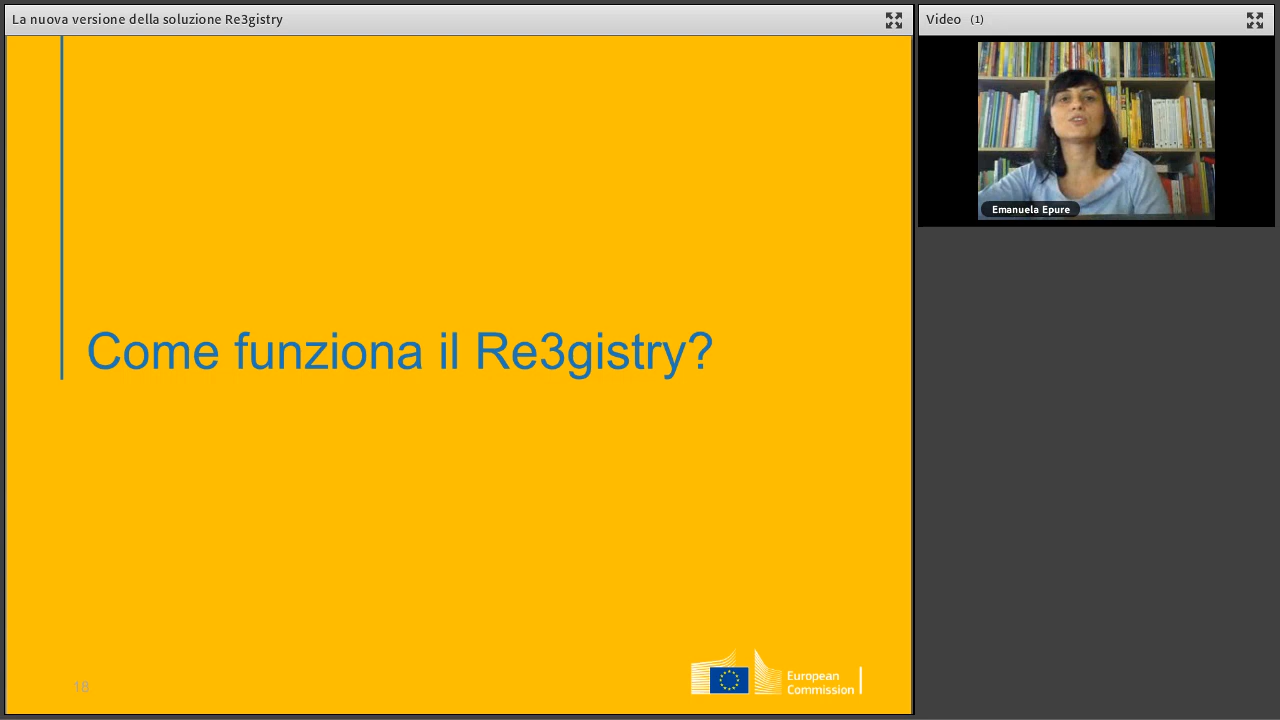 La nuova versione della soluzione Re3gistry
Video (1)
Emanuela Epure
Come funziona il Re3gistry?
18
European
Commission